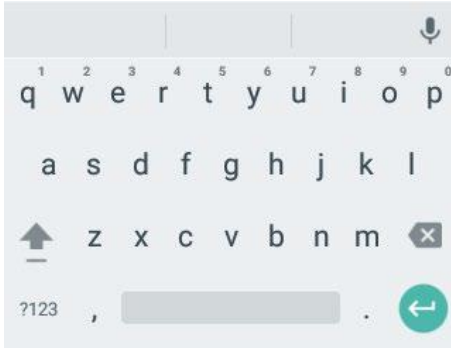 1 2 3 4 5 6 7 8 9 0
q w e r t y u i o p
a s d f g h j k l
z x c v b n m
?123 , .